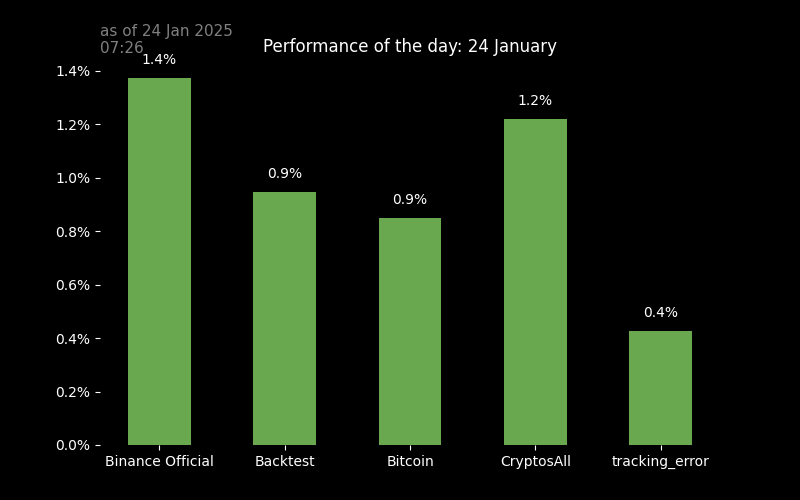 as of 24 Jan 2025
07:26
Performance of the day: 24 January
1.4%
1.2%
1.0%
0.8%
0.6%
0.4%
0.2%
0.0%
1.4%
0.9%
0.9%
1.2%
0.4%
Binance Official
Backtest
Bitcoin
CryptosAll
tracking_error